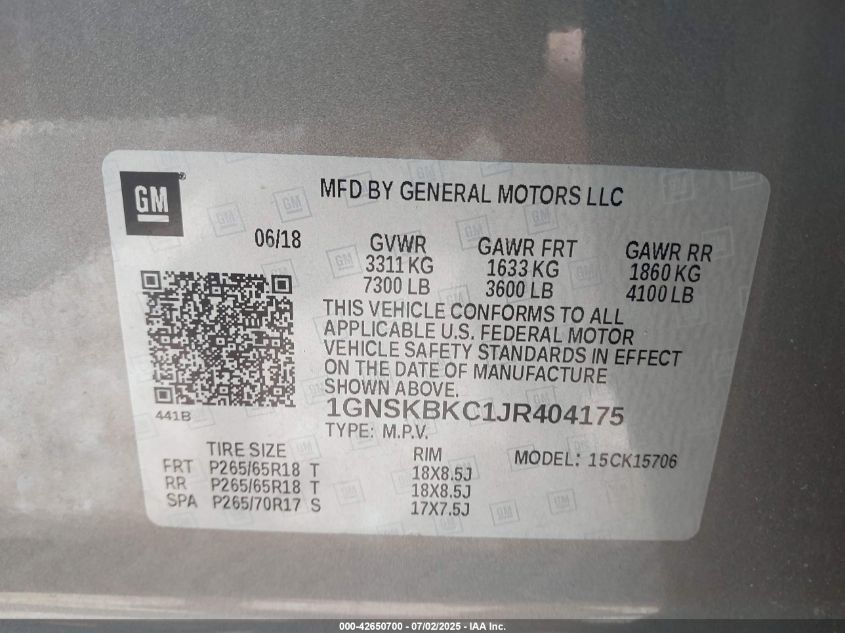 GM ®
MFD BY GENERAL MOTORS LLC
06/18
GVWR GAWR FRT GAWR RR
3311 KG 1633 KG 1860 KG
7300 LB 3600 LB 4100 LB
THIS VEHICLE CONFORMS TO ALL
APPLICABLE U.S. FEDERAL MOTOR
VEHICLE SAFETY STANDARDS IN EFFECT
ON THE DATE OF MANUFACTURE
SHOWN ABOVE.
441B
1GNSKBKC1JR404175
TYPE: M.P.V.
TIRE SIZE RIM MODEL: 15CK15706
FRT P265/65R18 T 18X8.5J
RR P265/65R18 T 18X8.5J
SPA P265/70R17 S 17X7.5J
000-42650700 - 07/02/2025 - IAA Inc.